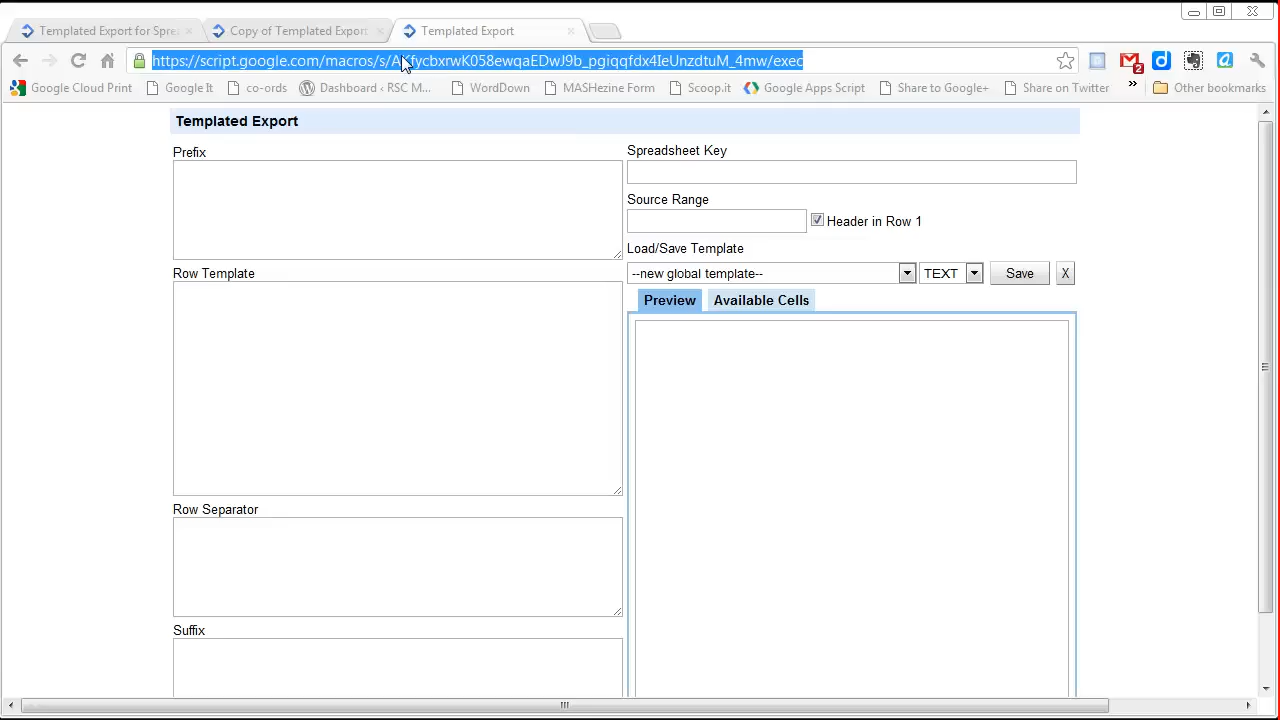 Templated Export for Spre
Copy of Templated Export
Templated Export
https://script.google.com/macros/s/AKfycbxrwK058ewqaEDwJ9b_pgiqqfdx4IeUnzdtuM_4mw/exec
2
Google Cloud Print
Google It
co-ords
Dashboard ‹ RSC M...
WordDown
MASHezine Form
Scoop.it
Google Apps Script
Share to Google+
Share on Twitter
»
Other bookmarks
Templated Export
Prefix
Spreadsheet Key
Source Range
Header in Row 1
Load/Save Template
--new global template--
TEXT
Save
X
Row Template
Preview
Available Cells
Row Separator
Suffix